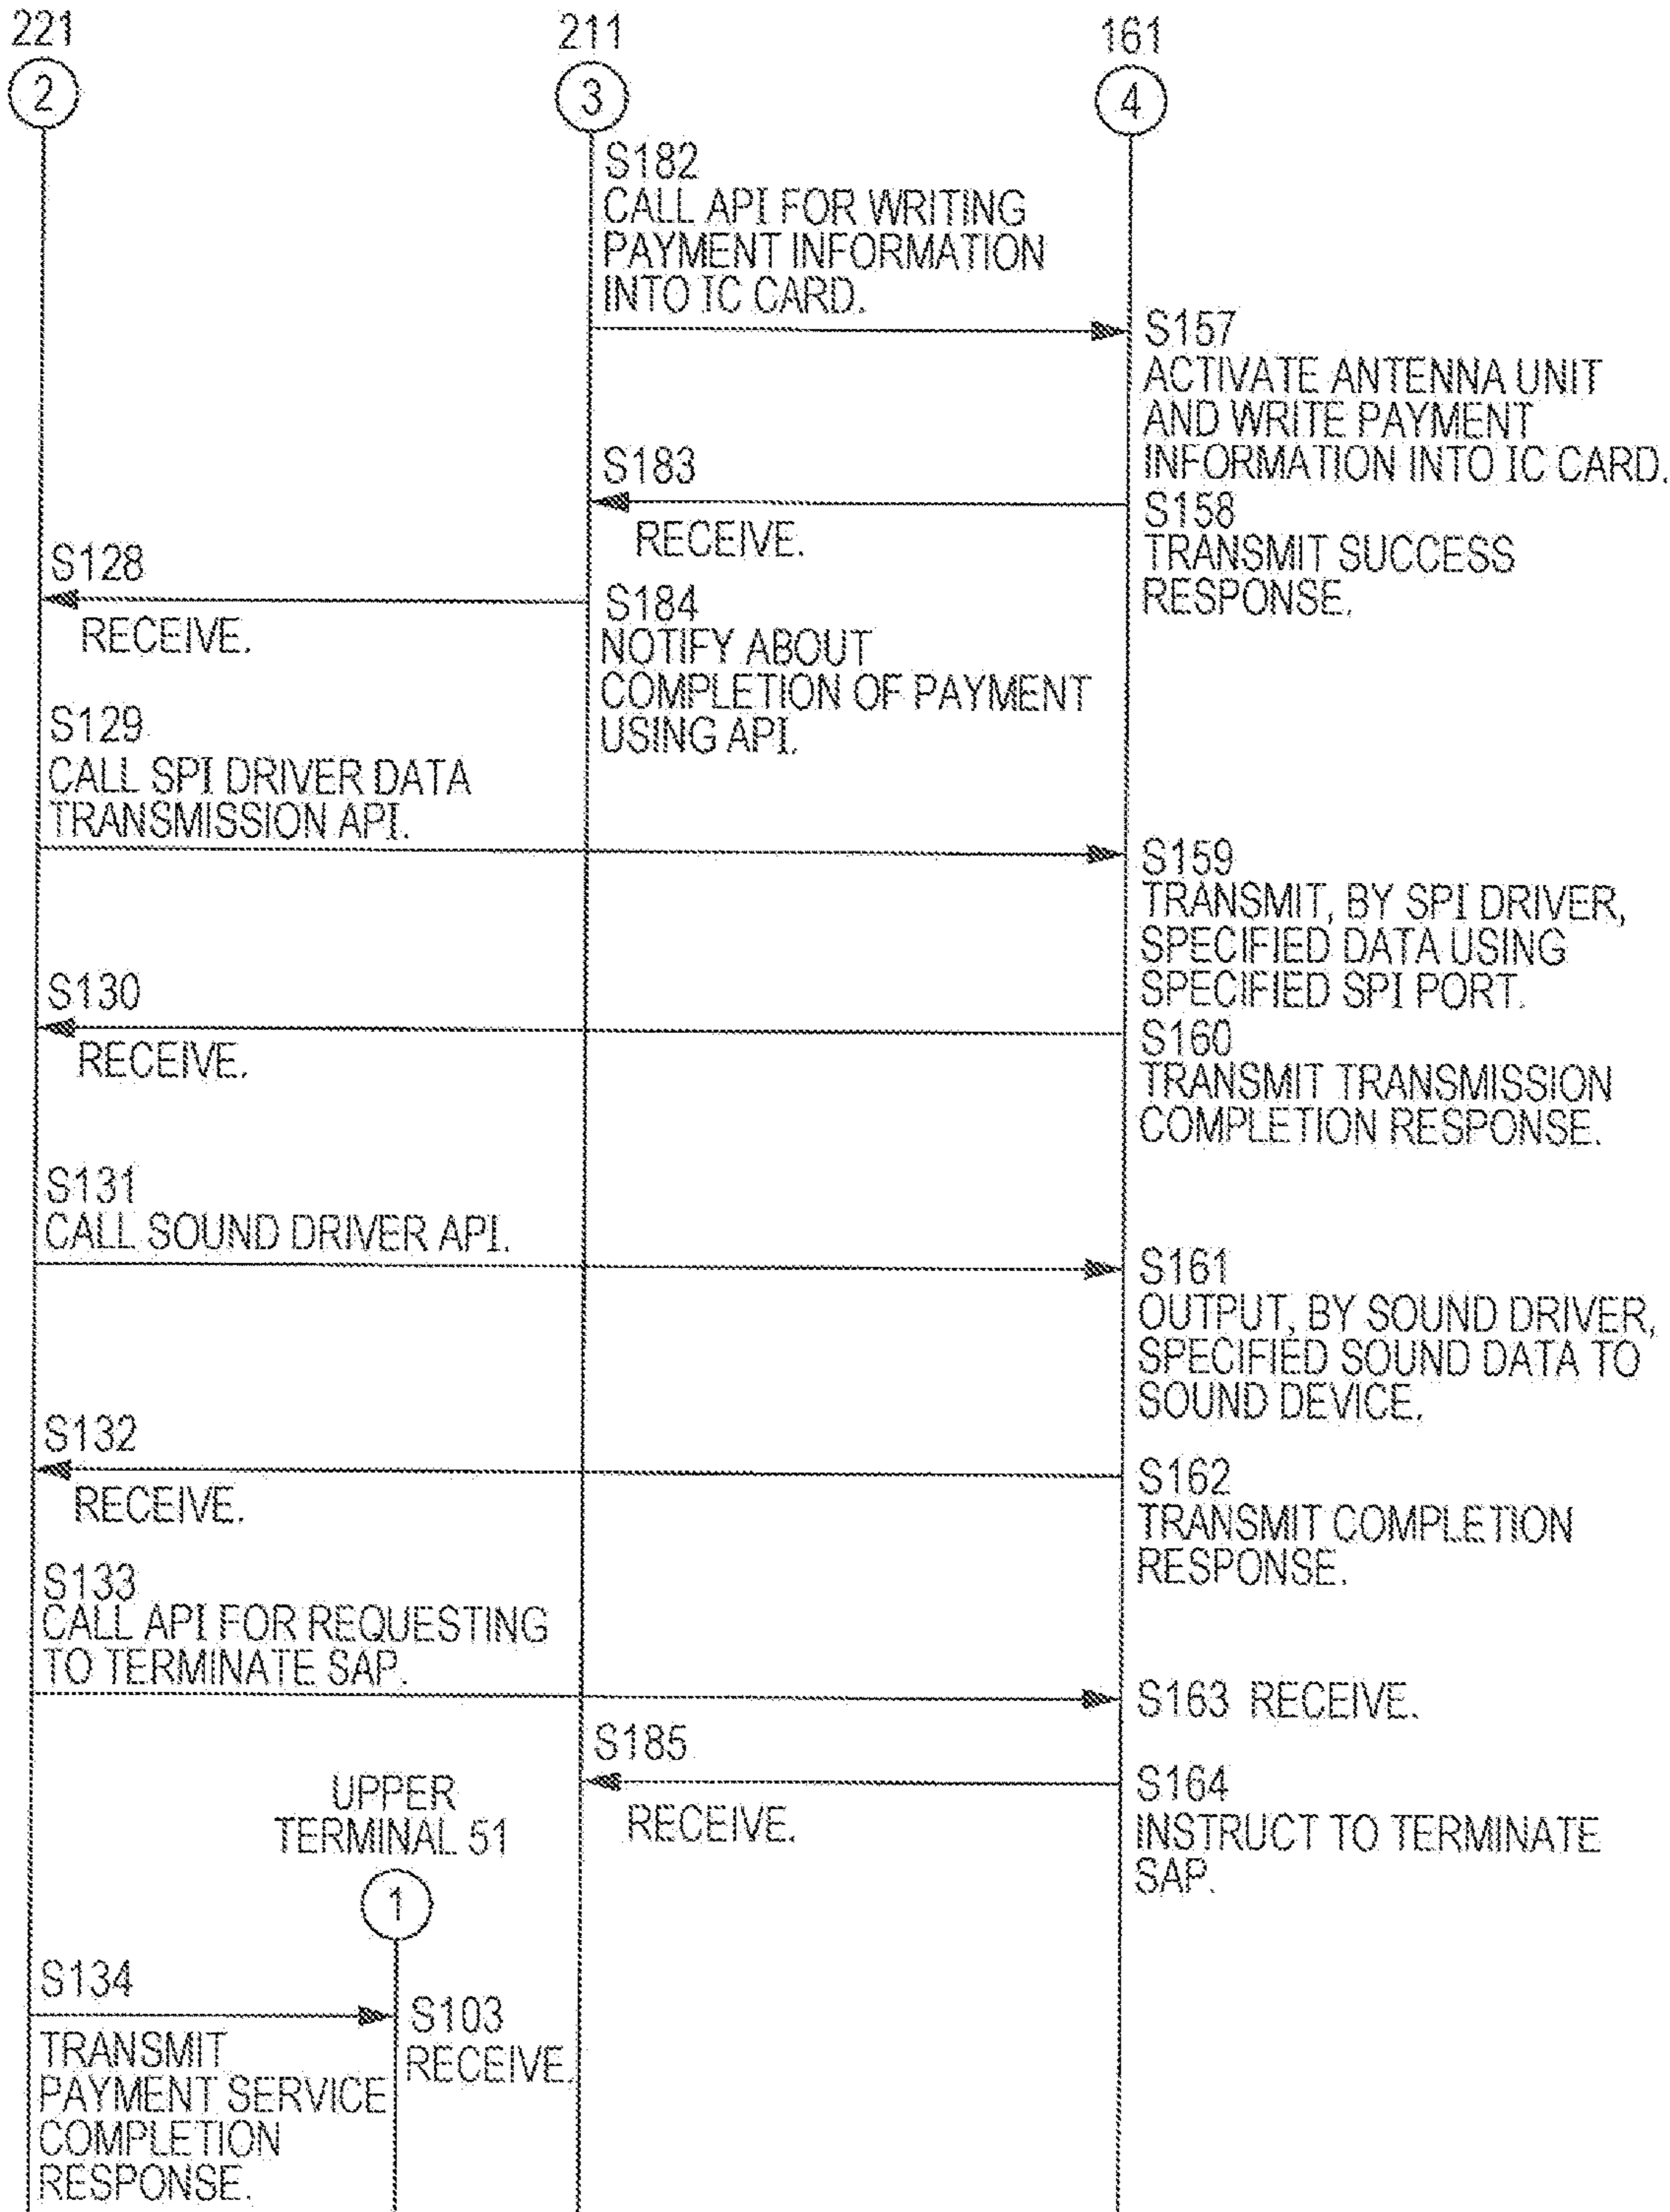 221
211
161
2
3
4
S182
CALL API FOR WRITING
PAYMENT INFORMATION
INTO IC CARD.
S157
ACTIVATE ANTENNA UNIT
AND WRITE PAYMENT
INFORMATION INTO IC CARD.
S183
RECEIVE.
S158
TRANSMIT SUCCESS
RESPONSE.
S128
RECEIVE.
S184
NOTIFY ABOUT
COMPLETION OF PAYMENT
USING API.
S129
CALL SPI DRIVER DATA
TRANSMISSION API.
S159
TRANSMIT, BY SPI DRIVER,
SPECIFIED DATA USING
SPECIFIED SPI PORT.
S130
RECEIVE.
S160
TRANSMIT TRANSMISSION
COMPLETION RESPONSE.
S131
CALL SOUND DRIVER API.
S161
OUTPUT, BY SOUND DRIVER,
SPECIFIED SOUND DATA TO
SOUND DEVICE.
S132
RECEIVE.
S162
TRANSMIT COMPLETION
RESPONSE.
S133
CALL API FOR REQUESTING
TO TERMINATE SAP.
S163 RECEIVE.
S185
RECEIVE.
S164
INSTRUCT TO TERMINATE
SAP.
UPPER
TERMINAL 51
1
S134
TRANSMIT
PAYMENT SERVICE
COMPLETION
RESPONSE.
S103
RECEIVE.